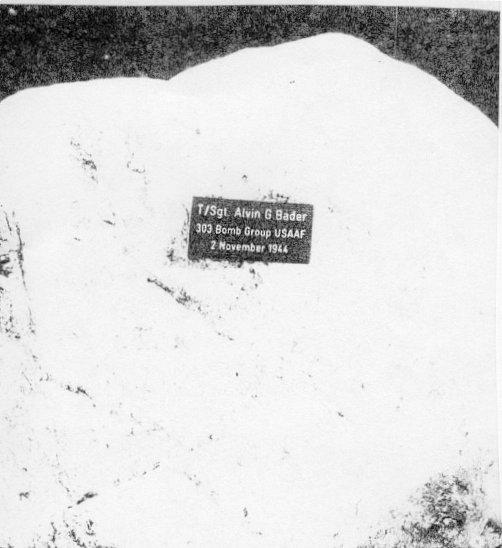 T/Sgt. Alvin G Bader
303 Bomb Group USAAF
2 November 1944